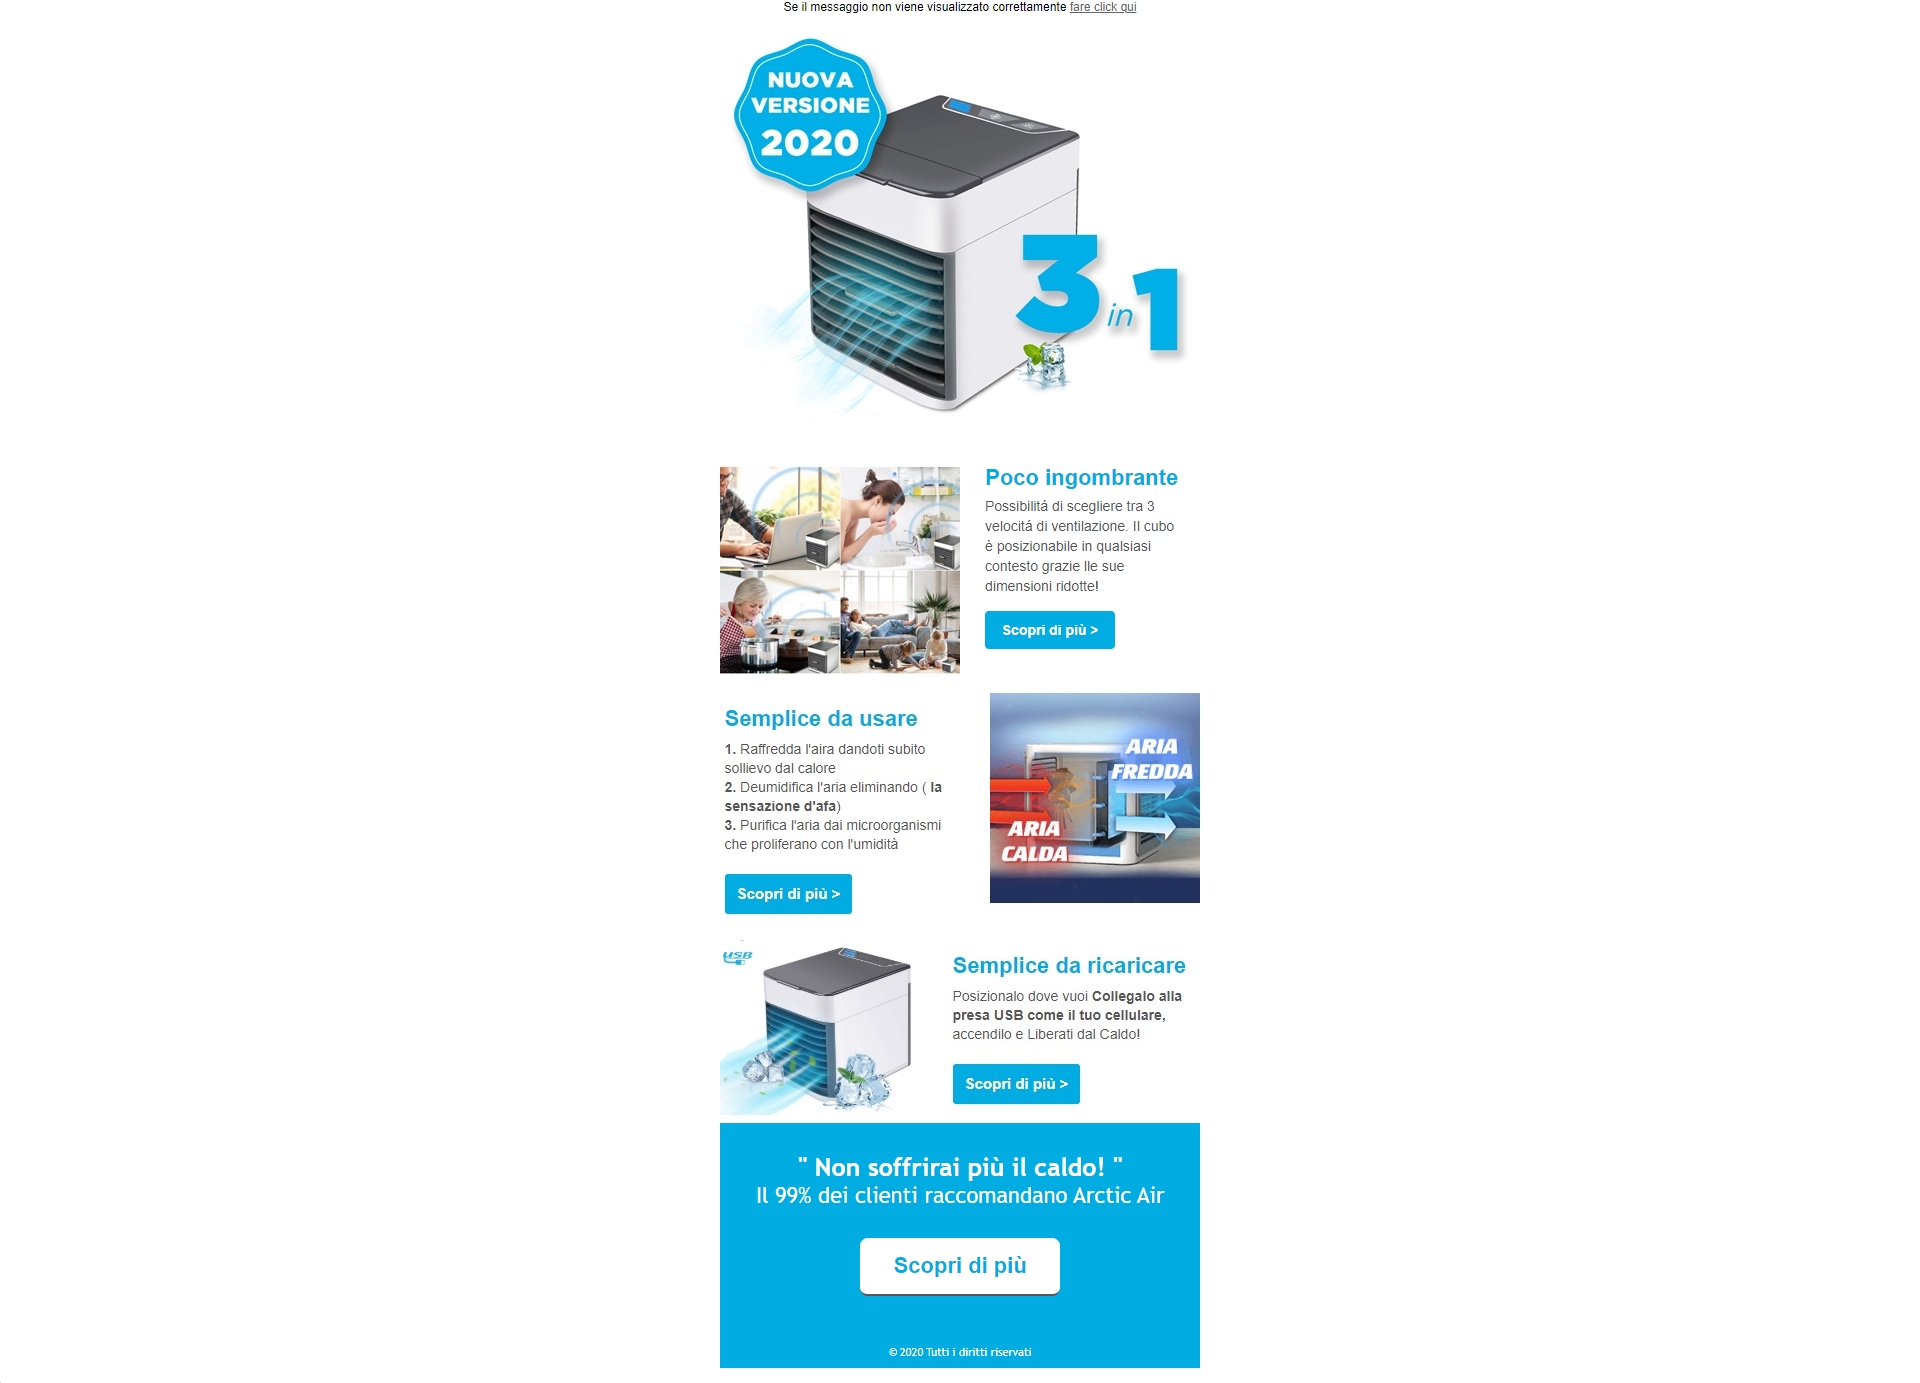 Se il messaggio non viene visualizzato correttamente fare click qui
NUOVA
VERSIONE
2020
3 in 1
Poco ingombrante
Possibilitá di scegliere tra 3
velocitá di ventilazione. Il cubo
è posizionabile in qualsiasi
contesto grazie lle sue
dimensioni ridotte!
Scopri di più >
Semplice da usare
1. Raffredda l'aira dandoti subito
sollievo dal calore
2. Deumidifica l'aria eliminando ( la
sensazione d'afa)
3. Purifica l'aria dai microorganismi
che proliferano con l'umidità
Scopri di più >
ARIA
FREDDA
ARIA
CALDA
USB
Semplice da ricaricare
Posizionalo dove vuoi Collegalo alla
presa USB come il tuo cellulare,
accendilo e Liberati dal Caldo!
Scopri di più >
" Non soffrirai più il caldo! "
Il 99% dei clienti raccomandano Arctic Air
Scopri di più
© 2020 Tutti i diritti riservati